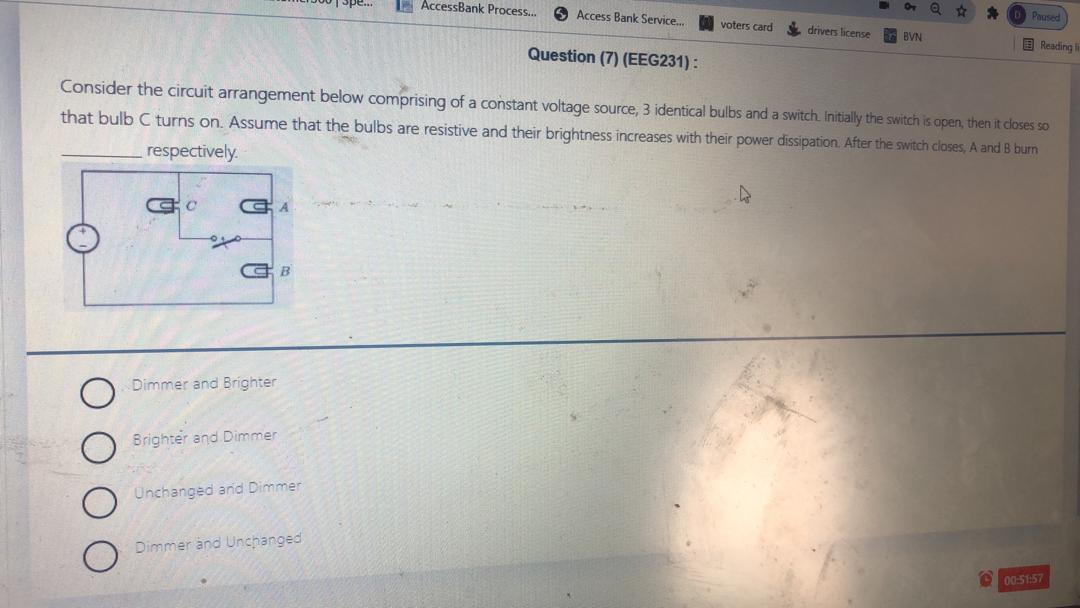 AccessBank Process...
Access Bank Service...
voters card
drivers license
BVN
D
Paused
Question (7) (EEG231) :
Consider the circuit arrangement below comprising of a constant voltage source, 3 identical bulbs and a switch. Initially the switch is open, then it closes so
that bulb C turns on. Assume that the bulbs are resistive and their brightness increases with their power dissipation. After the switch closes, A and B burn
__________ respectively.
C
A
+
−
B
Dimmer and Brighter
Brighter and Dimmer
Unchanged and Dimmer
Dimmer and Unchanged
00:51:57